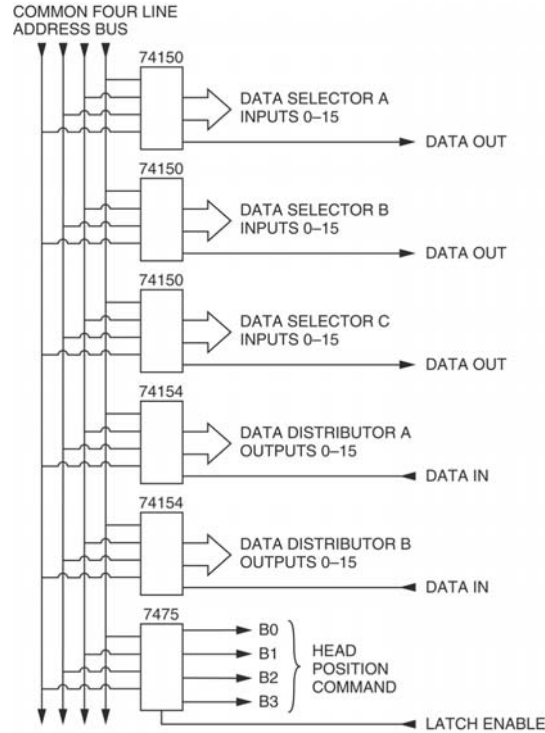 COMMON FOUR LINE
ADDRESS BUS
74150
DATA SELECTOR A
INPUTS 0–15
DATA OUT
74150
DATA SELECTOR B
INPUTS 0–15
DATA OUT
74150
DATA SELECTOR C
INPUTS 0–15
DATA OUT
74154
DATA DISTRIBUTOR A
OUTPUTS 0–15
DATA IN
74154
DATA DISTRIBUTOR B
OUTPUTS 0–15
DATA IN
7475
B0
B1
B2
B3
HEAD
POSITION
COMMAND
LATCH ENABLE